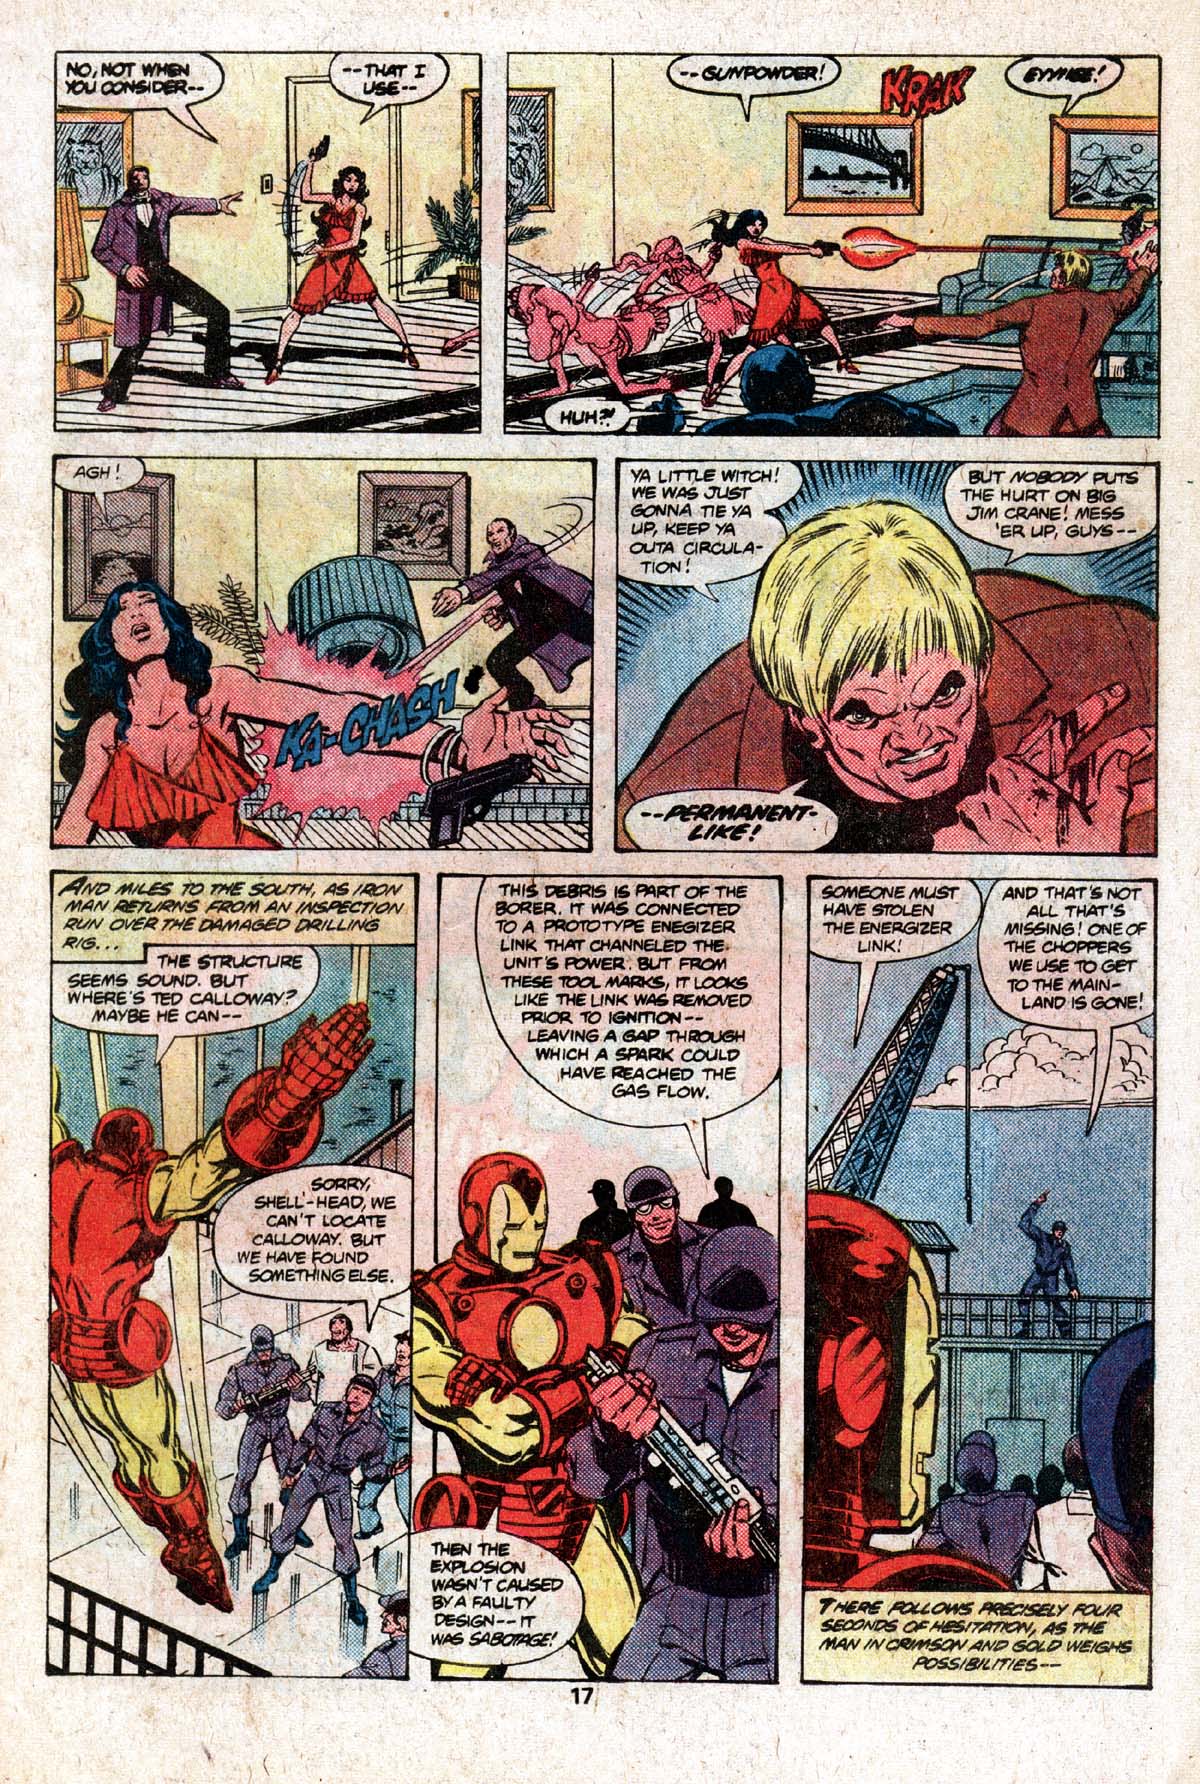 NO, NOT WHEN
YOU CONSIDER--
--THAT I
USE--
--GUNPOWDER!
KRAK
EYYIIEE!
HUH?!
AGH!
KA-CHASH
YA LITTLE WITCH!
WE WAS JUST
GONNA TIE YA
UP, KEEP YA
OUTA CIRCULA-
TION!
BUT NOBODY PUTS
THE HURT ON BIG
JIM CRANE! MESS
'ER UP, GUYS--
--PERMANENT-
LIKE!
AND MILES TO THE SOUTH, AS IRON
MAN RETURNS FROM AN INSPECTION
RUN OVER THE DAMAGED DRILLING
RIG...
THE STRUCTURE
SEEMS SOUND. BUT
WHERE'S TED CALLOWAY?
MAYBE HE CAN--
SORRY,
SHELL-HEAD, WE
CAN'T LOCATE
CALLOWAY. BUT
WE HAVE FOUND
SOMETHING ELSE.
THIS DEBRIS IS PART OF THE
BORER. IT WAS CONNECTED
TO A PROTOTYPE ENEGIZER
LINK THAT CHANNELED THE
UNIT'S POWER. BUT FROM
THESE TOOL MARKS, IT LOOKS
LIKE THE LINK WAS REMOVED
PRIOR TO IGNITION--
LEAVING A GAP THROUGH
WHICH A SPARK COULD
HAVE REACHED THE
GAS FLOW.
THEN THE
EXPLOSION
WASN'T CAUSED
BY A FAULTY
DESIGN--IT
WAS SABOTAGE!
SOMEONE MUST
HAVE STOLEN
THE ENERGIZER
LINK!
AND THAT'S NOT
ALL THAT'S
MISSING! ONE OF
THE CHOPPERS
WE USE TO GET
TO THE MAIN-
LAND IS GONE!
THERE FOLLOWS PRECISELY FOUR
SECONDS OF HESITATION, AS THE
MAN IN CRIMSON AND GOLD WEIGHS
POSSIBILITIES--
17